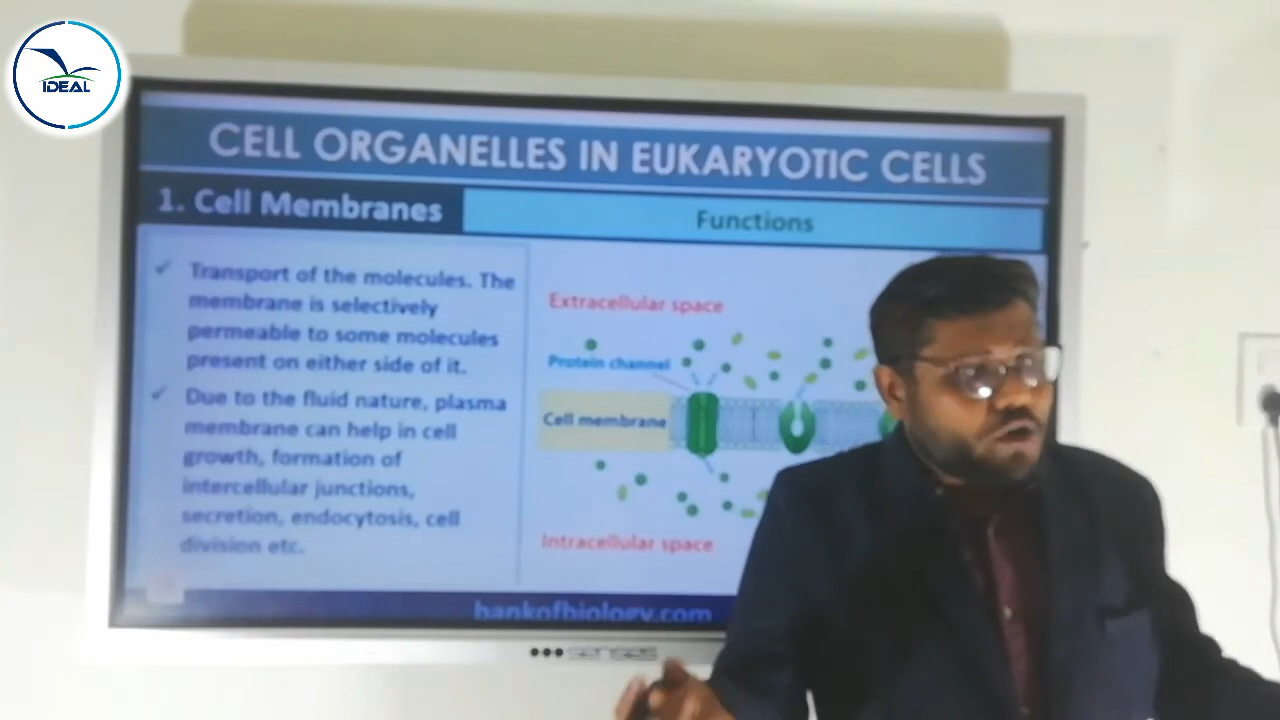 IDEAL
CELL ORGANELLES IN EUKARYOTIC CELLS
1. Cell Membranes
Functions
✓ Transport of the molecules. The
membrane is selectively
permeable to some molecules
present on either side of it.
✓ Due to the fluid nature, plasma
membrane can help in cell
growth, formation of
intercellular junctions,
secretion, endocytosis, cell
division etc.
Extracellular space
Protein channel
Cell membrane
Intracellular space
bankofbiology.com